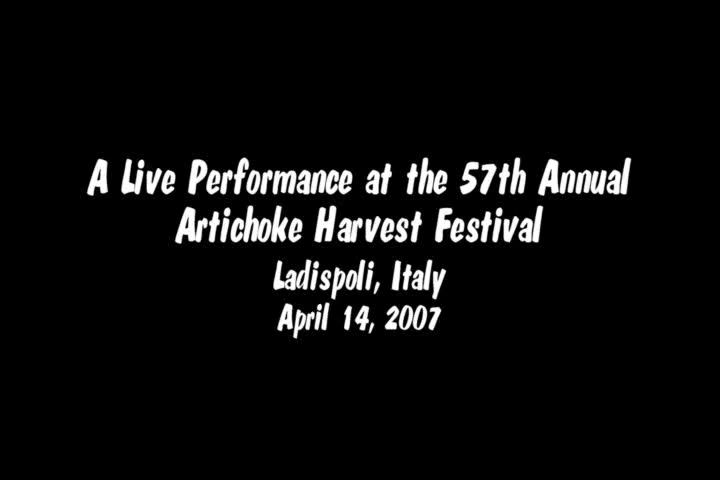 A Live Performance at the 57th Annual
Artichoke Harvest Festival
Ladispoli, Italy
April 14, 2007